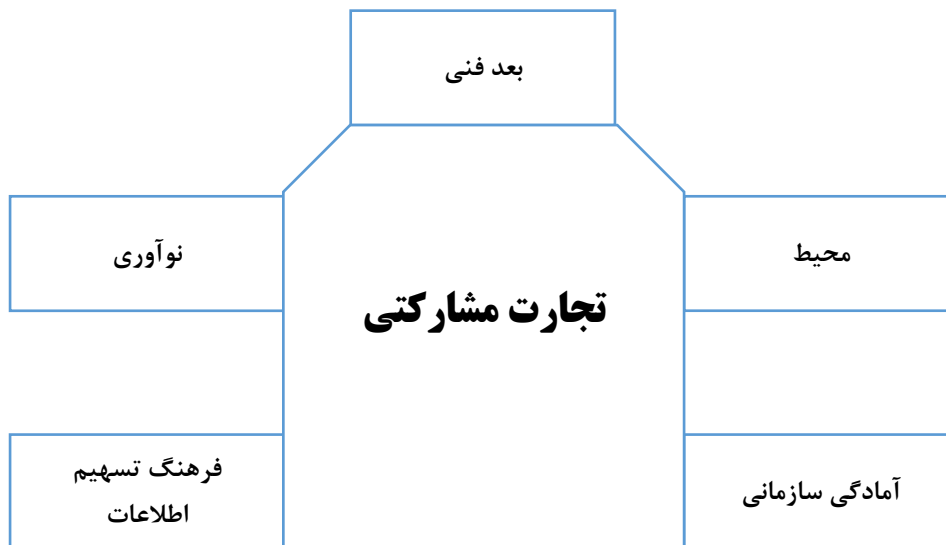 بعد فنی
محیط
نوآوری
تجارت مشارکتی
آمادگی سازمانی
فرهنگ تسهیم
اطلاعات